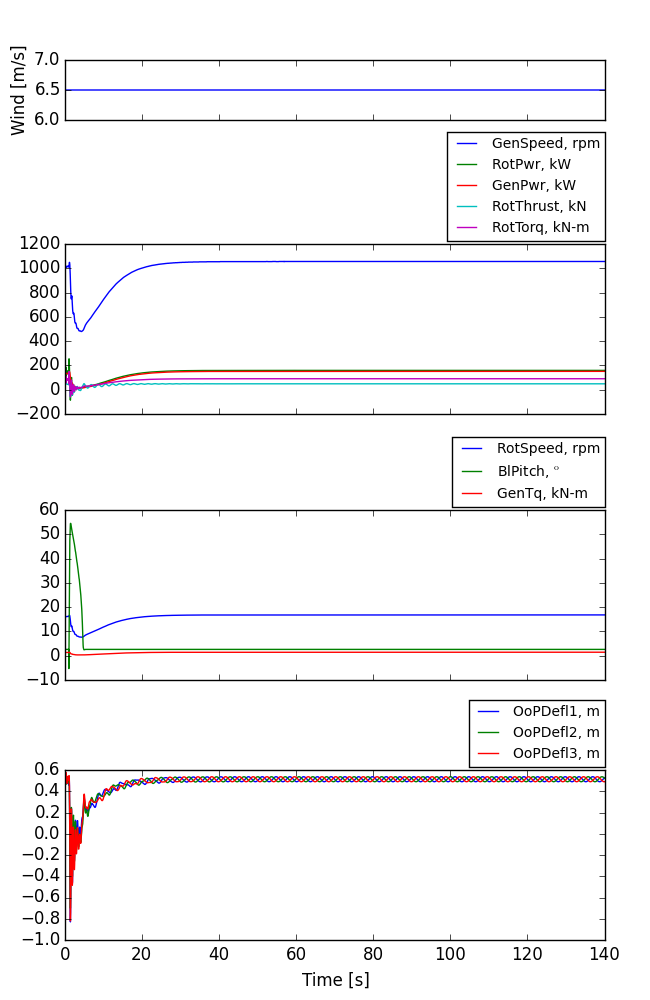 Wind [m/s]
7.0
6.5
6.0
GenSpeed, rpm
RotPwr, kW
GenPwr, kW
RotThrust, kN
RotTorq, kN-m
1200
1000
800
600
400
200
0
−200
RotSpeed, rpm
BlPitch, °
GenTq, kN-m
60
50
40
30
20
10
0
−10
OoPDefl1, m
OoPDefl2, m
OoPDefl3, m
0.6
0.4
0.2
0.0
−0.2
−0.4
−0.6
−0.8
−1.0
0 20 40 60 80 100 120 140
Time [s]